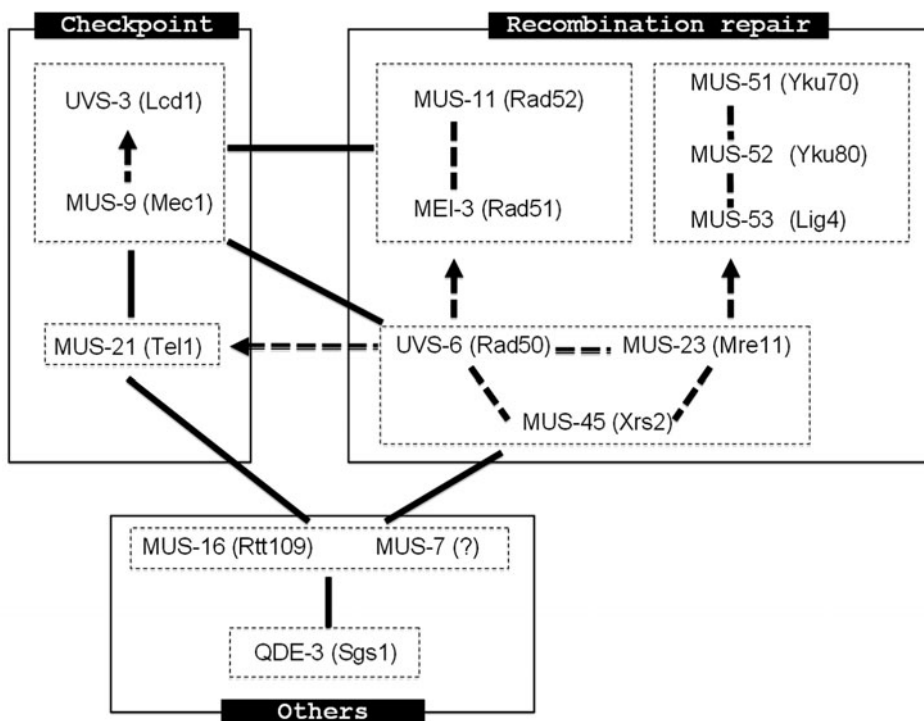 Checkpoint
UVS-3 (Lcd1)
MUS-9 (Mec1)
MUS-21 (Tel1)
Recombination repair
MUS-11 (Rad52)
MEI-3 (Rad51)
MUS-51 (Yku70)
MUS-52 (Yku80)
MUS-53 (Lig4)
UVS-6 (Rad50)
MUS-23 (Mre11)
MUS-45 (Xrs2)
MUS-16 (Rtt109)
MUS-7 (?)
QDE-3 (Sgs1)
Others